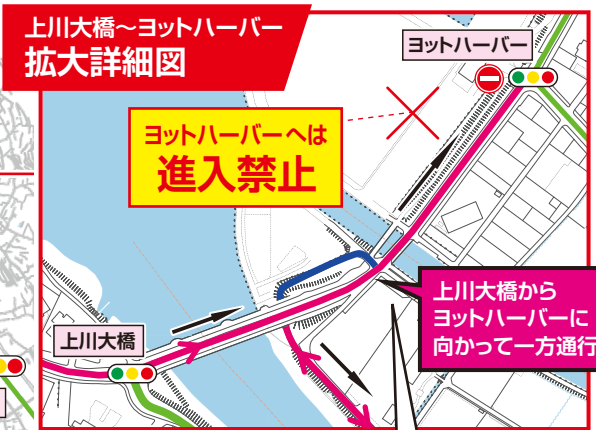 上川大橋～ヨットハーバー
拡大詳細図
ヨットハーバー
ヨットハーバーへは
進入禁止
上川大橋から
ヨットハーバーに
向かって一方通行
上川大橋